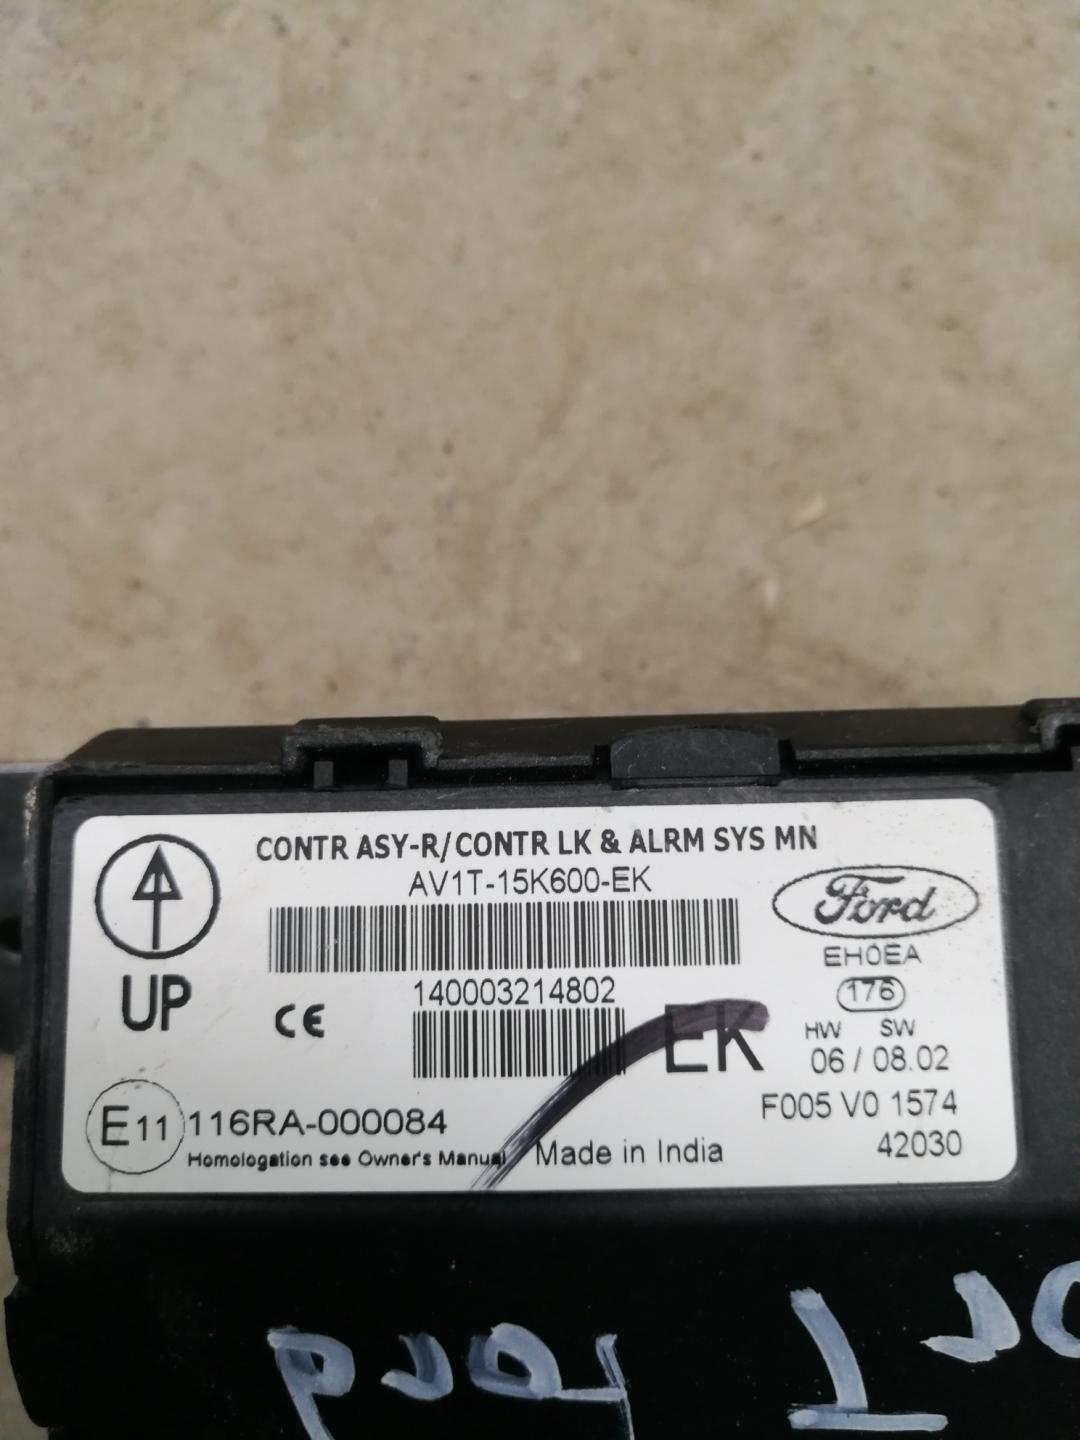 CONTR ASY-R/CONTR LK & ALRM SYS MN
AV1T-15K600-EK
Ford
EH0EA
UP
CE
140003214802
176
EK
HW SW
06 / 08.02
E11 116RA-000084
F005 V0 1574
Homologation see Owner's Manual
Made in India
42030